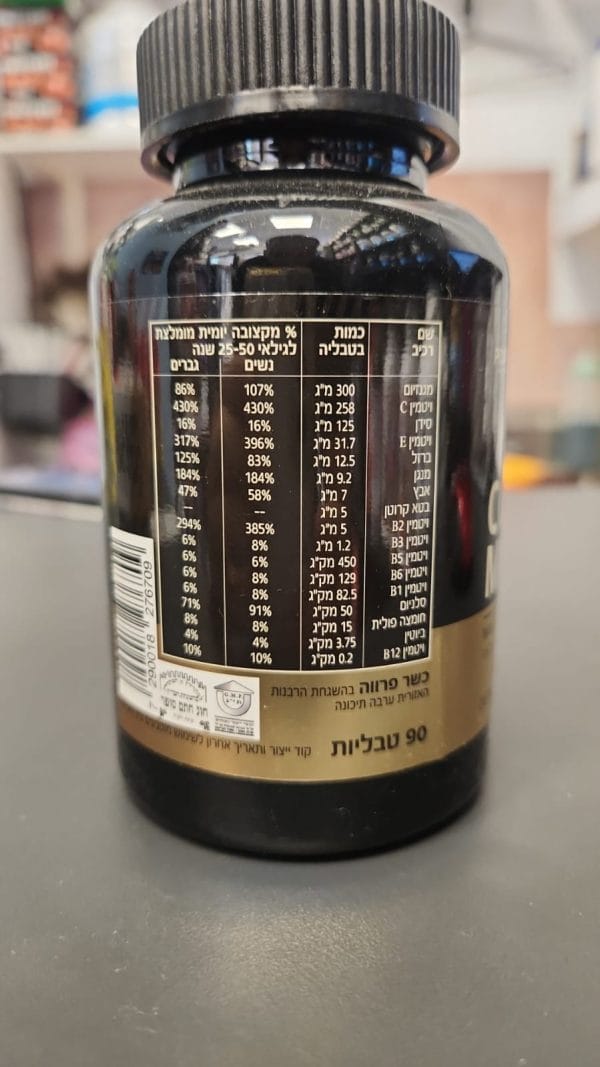 שם רכיב כמות בטבליה % מקצובה יומית מומלצת לגילאי 25-50 שנה
נשים גברים
מגנזיום 300 מ"ג 107% 86%
ויטמין C 258 מ"ג 430% 430%
סידן 125 מ"ג 16% 16%
ויטמין E 31.7 מ"ג 396% 317%
ברזל 12.5 מ"ג 83% 125%
מנגן 9.2 מ"ג 184% 184%
אבץ 7 מ"ג 58% 47%
בטא קרוטן 5 מ"ג -- --
ויטמין B2 5 מ"ג 385% 294%
ויטמין B3 1.2 מ"ג 8% 6%
ויטמין B5 450 מק"ג 6% 6%
ויטמין B6 129 מק"ג 8% 6%
ויטמין B1 82.5 מק"ג 8% 6%
סלניום 50 מק"ג 91% 71%
חומצה פולית 15 מק"ג 8% 8%
ביוטין 3.75 מק"ג 4% 4%
ויטמין B12 0.2 מק"ג 10% 10%
כשר פרווה בהשגחת הרבנות
האזורית ערבה תיכונה
90 טבליות
קוד ייצור ותאריך אחרון לשימוש
7 290018 276709
חוג חתם סופר
G.M.P.